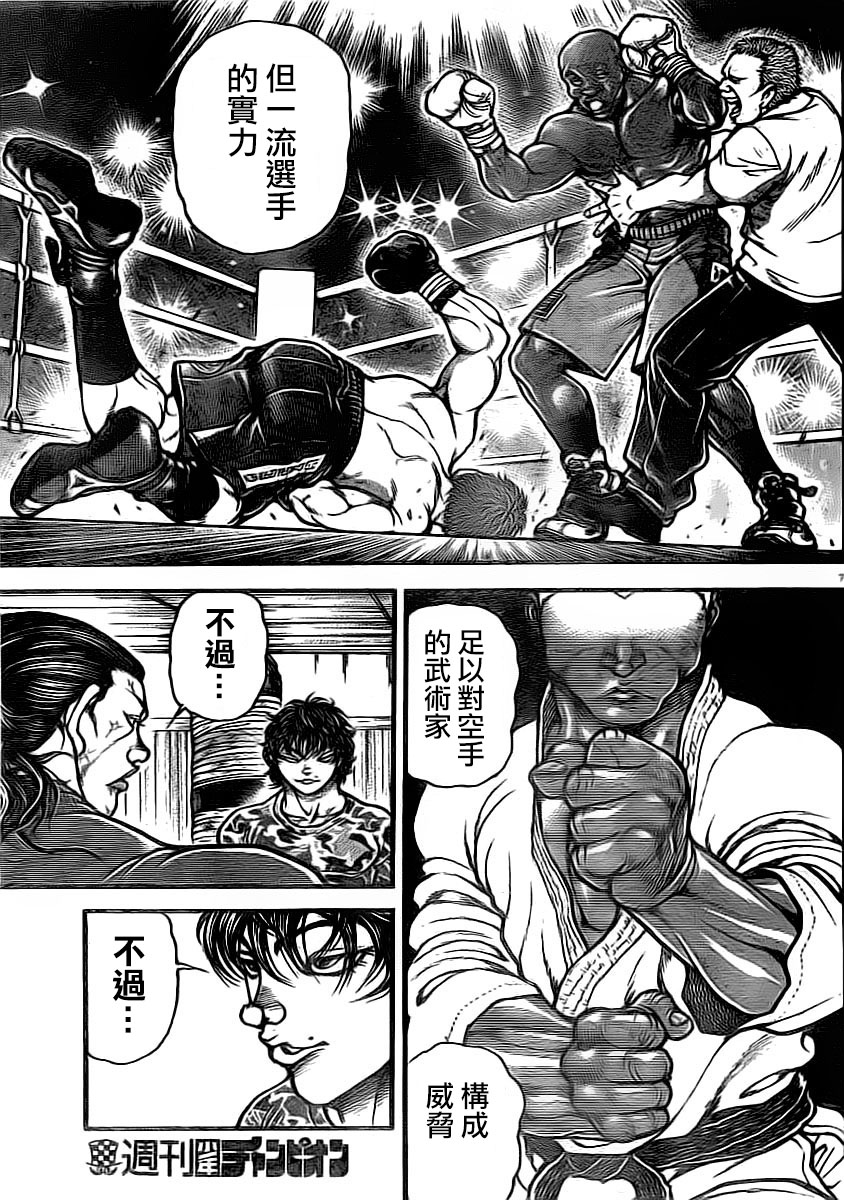 但一流選手
的實力
足以對空手
的武術家
構成
威脅
不過…
不過…
週刊少年チャンピオン